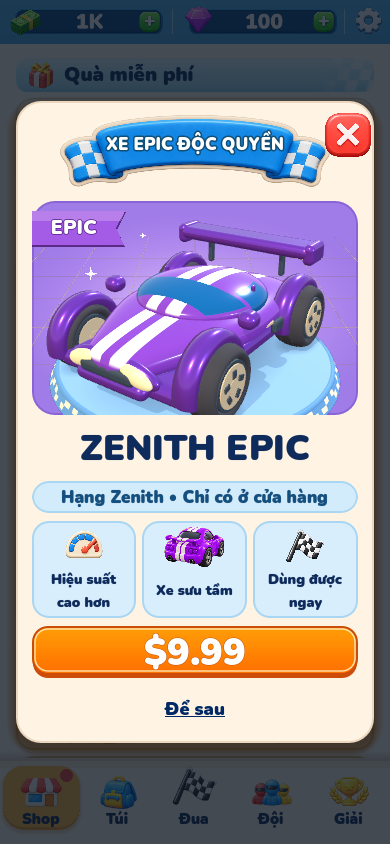 1K
100
Quà miễn phí
XE EPIC ĐỘC QUYỀN
EPIC
ZENITH EPIC
Hạng Zenith • Chỉ có ở cửa hàng
Hiệu suất
cao hơn
Xe sưu tầm
Dùng được
ngay
$9.99
Để sau
Shop
Túi
Đua
Đội
Giải